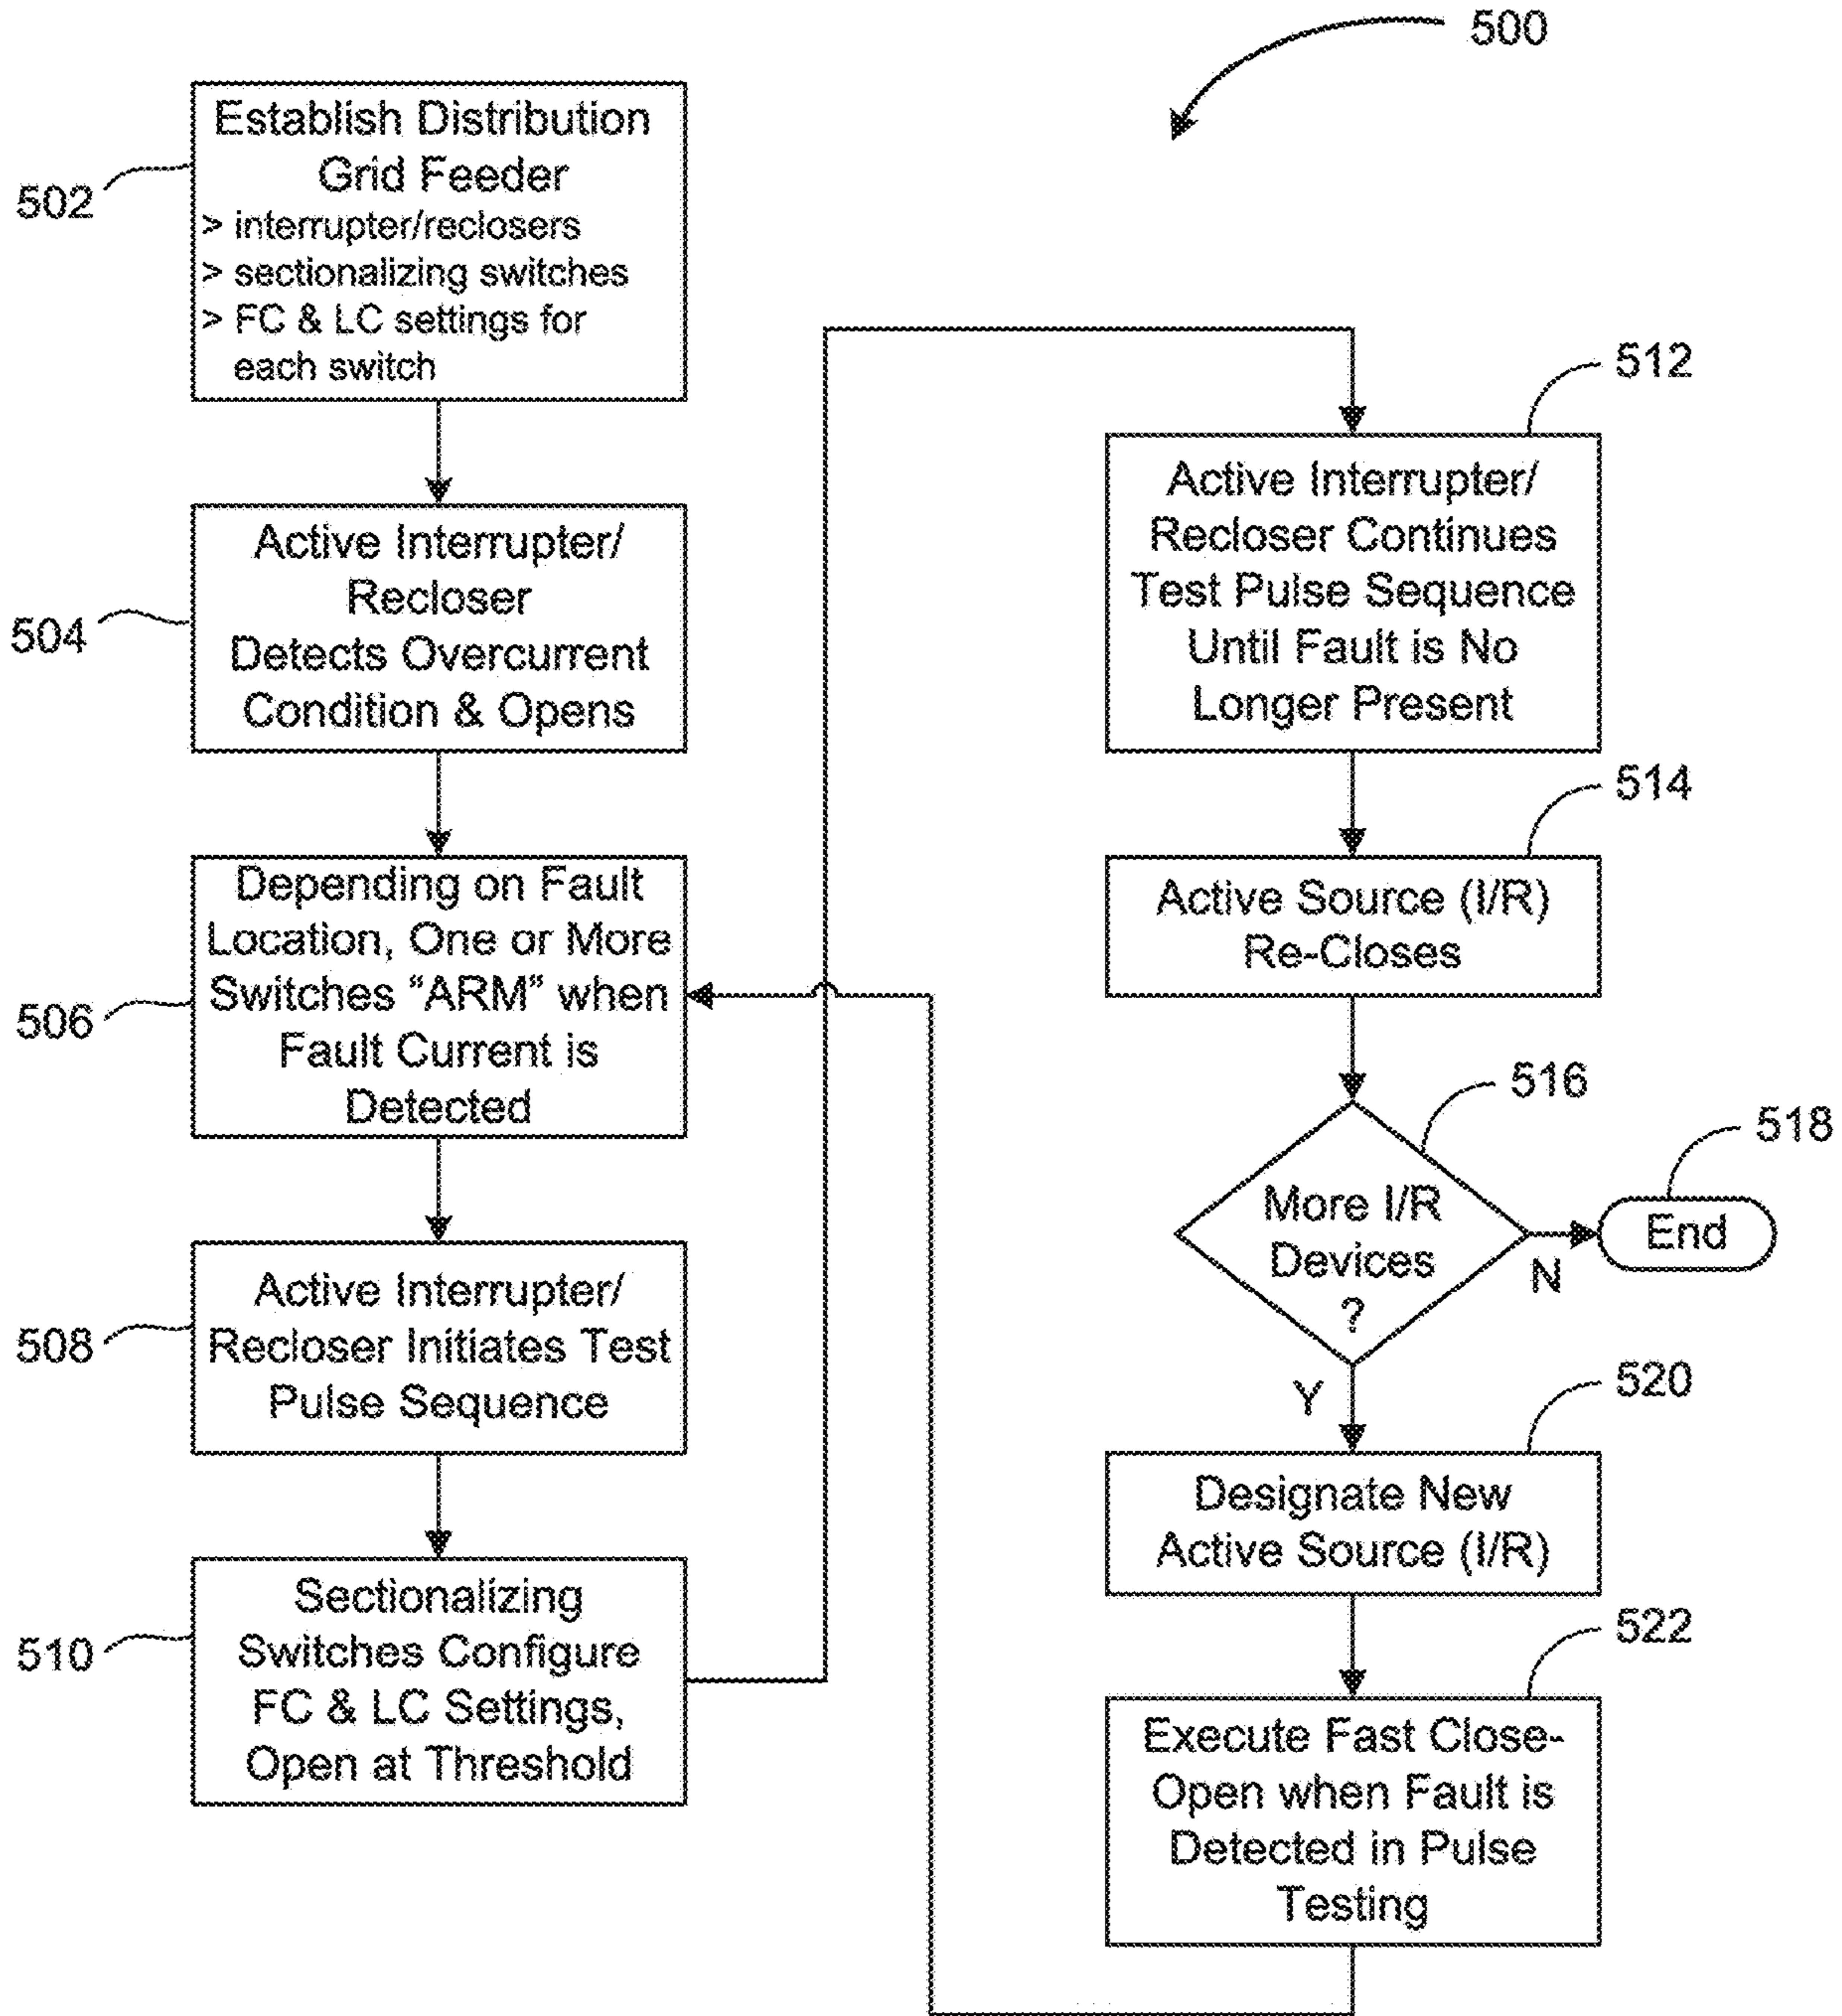 500
502
Establish Distribution
Grid Feeder
> interrupter/reclosers
> sectionalizing switches
> FC & LC settings for
each switch
504
Active Interrupter/
Recloser
Detects Overcurrent
Condition & Opens
506
Depending on Fault
Location, One or More
Switches “ARM” when
Fault Current is
Detected
508
Active Interrupter/
Recloser Initiates Test
Pulse Sequence
510
Sectionalizing
Switches Configure
FC & LC Settings,
Open at Threshold
512
Active Interrupter/
Recloser Continues
Test Pulse Sequence
Until Fault is No
Longer Present
514
Active Source (I/R)
Re-Closes
516
More I/R
Devices
?
N
518
End
Y
520
Designate New
Active Source (I/R)
522
Execute Fast Close-
Open when Fault is
Detected in Pulse
Testing